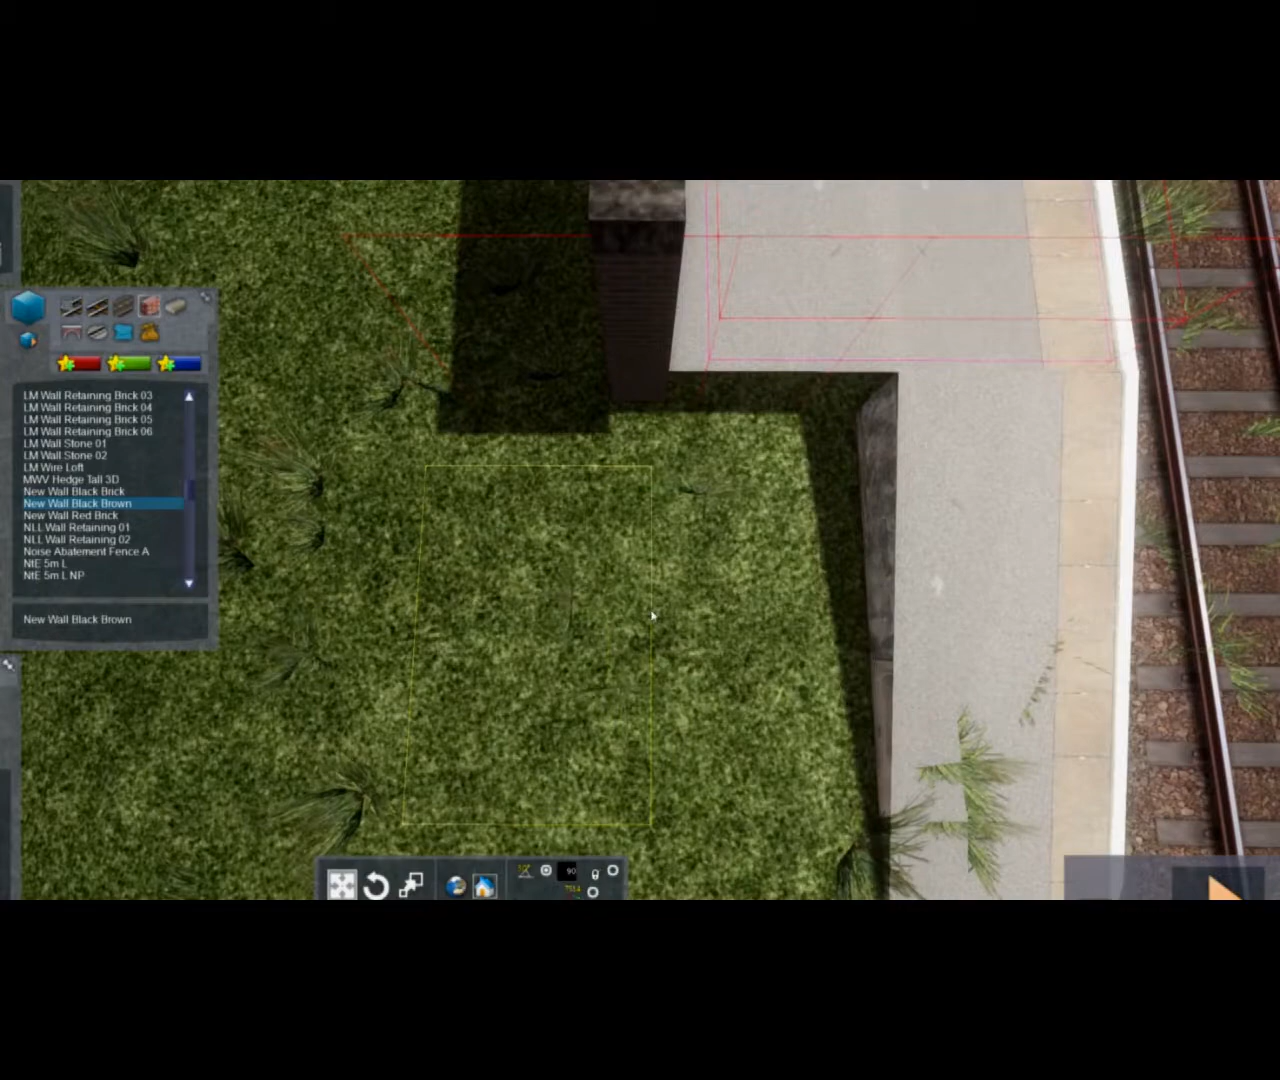 LM Wall Retaining Brick 03
LM Wall Retaining Brick 04
LM Wall Retaining Brick 05
LM Wall Retaining Brick 06
LM Wall Stone 01
LM Wall Stone 02
LM Wire Loft
MWV Hedge Tall 3D
New Wall Black Brick
New Wall Black Brown
New Wall Red Brick
NLL Wall Retaining 01
NLL Wall Retaining 02
Noise Abatement Fence A
NtE 5m L
NtE 5m L NP
New Wall Black Brown
90